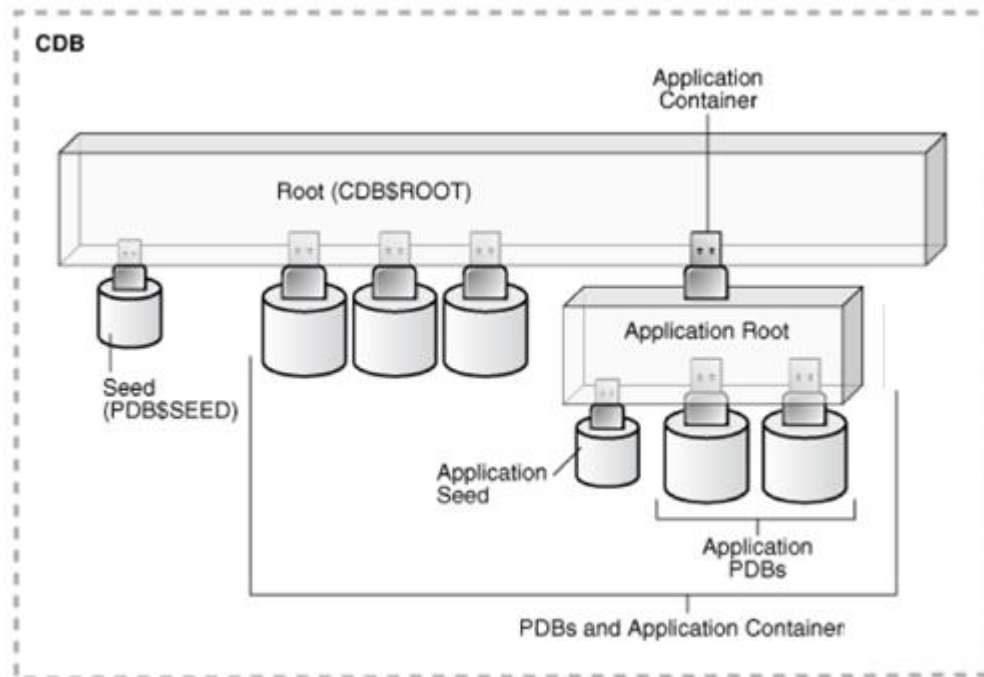 CDB
Application
Container
Root (CDB$ROOT)
Application Root
Seed
(PDB$SEED)
Application
Seed
Application
PDBs
PDBs and Application Container